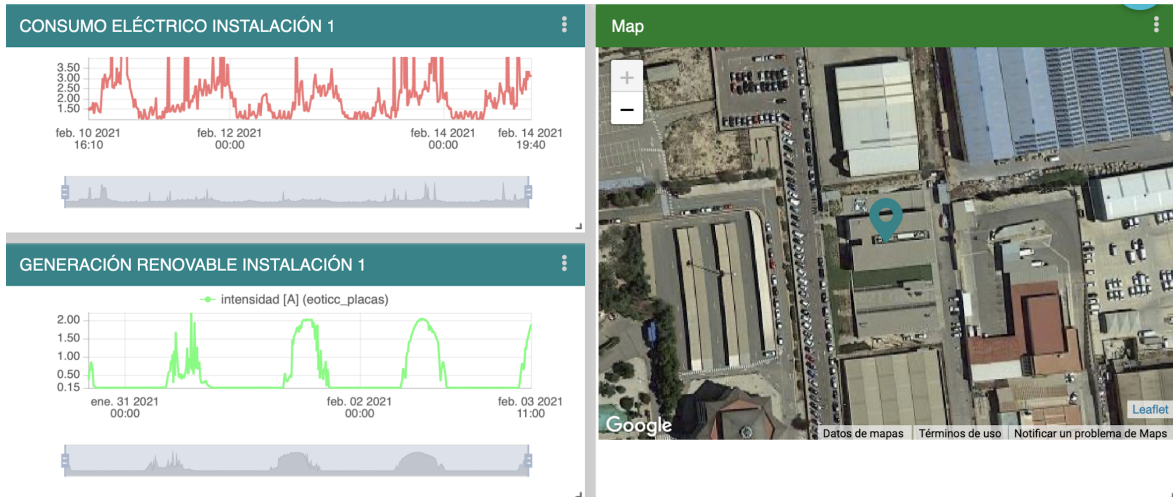 CONSUMO ELÉCTRICO INSTALACIÓN 1
3.50
3.00
2.50
2.00
1.50
feb. 10 2021 feb. 12 2021 feb. 14 2021 feb. 14 2021
16:10 00:00 00:00 19:40
GENERACIÓN RENOVABLE INSTALACIÓN 1
intensidad [A] (eoticc_placas)
2.00
1.50
1.00
0.50
0.15
ene. 31 2021 feb. 02 2021 feb. 03 2021
00:00 00:00 11:00
Map
+
−
Leaflet
Google
Datos de mapas Términos de uso Notificar un problema de Maps